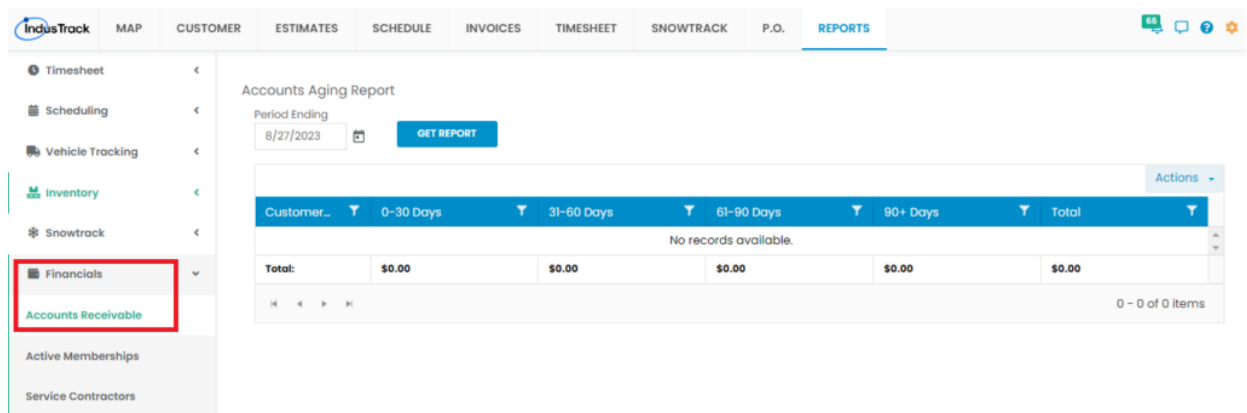 IndusTrack MAP CUSTOMER ESTIMATES SCHEDULE INVOICES TIMESHEET SNOWTRACK P.O. REPORTS 66
Timesheet
Scheduling
Vehicle Tracking
Inventory
Snowtrack
Financials
Accounts Receivable
Active Memberships
Service Contractors
Accounts Aging Report
Period Ending
8/27/2023 GET REPORT
Actions
Customer... 0-30 Days 31-60 Days 61-90 Days 90+ Days Total
No records available.
Total: $0.00 $0.00 $0.00 $0.00 $0.00
0 - 0 of 0 items